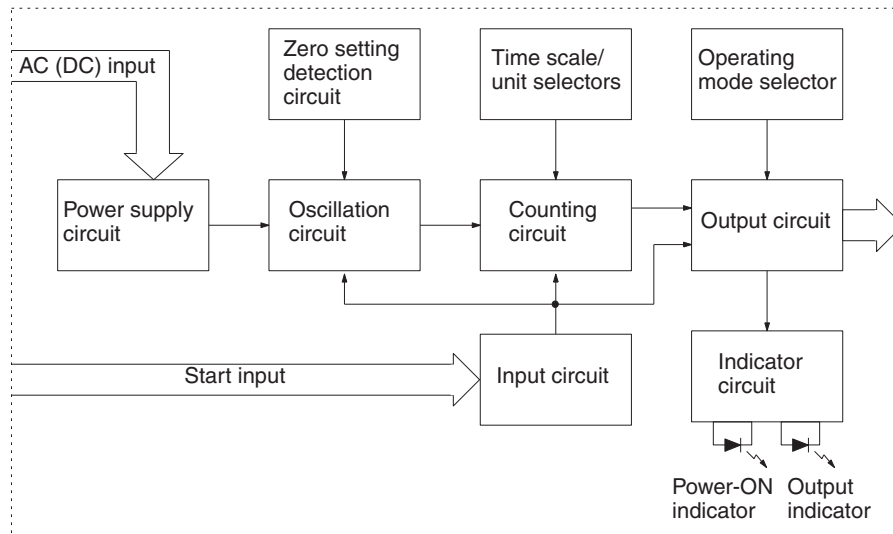 AC (DC) input
Zero setting
detection
circuit
Time scale/
unit selectors
Operating
mode selector
Power supply
circuit
Oscillation
circuit
Counting
circuit
Output circuit
Start input
Input circuit
Indicator
circuit
Power-ON
indicator
Output
indicator